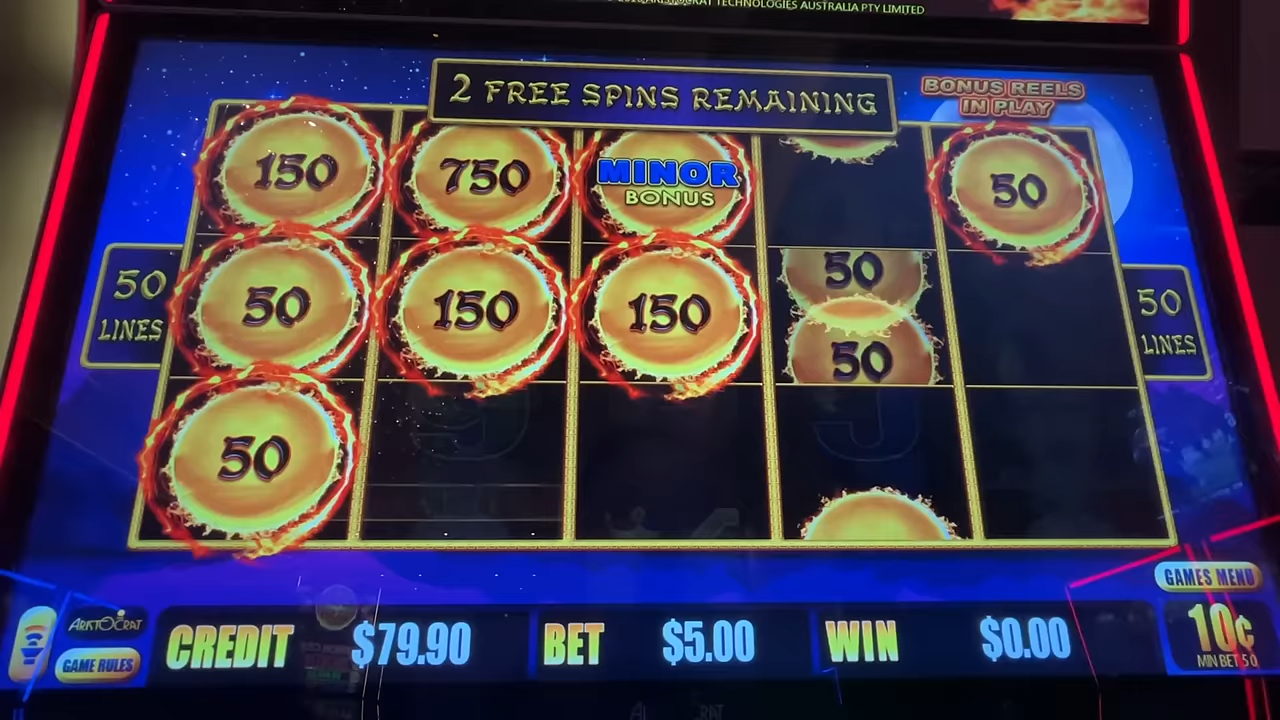 ARISTOCRAT TECHNOLOGIES AUSTRALIA PTY LIMITED
2 FREE SPINS REMAINING
BONUS REELS
IN PLAY
150
750
MINOR
BONUS
50
50
LINES
50
150
150
50
50
50
LINES
50
GAMES MENU
ARISTOCRAT
GAME RULES
CREDIT $79.90
BET $5.00
WIN $0.00
10¢
MIN BET 50